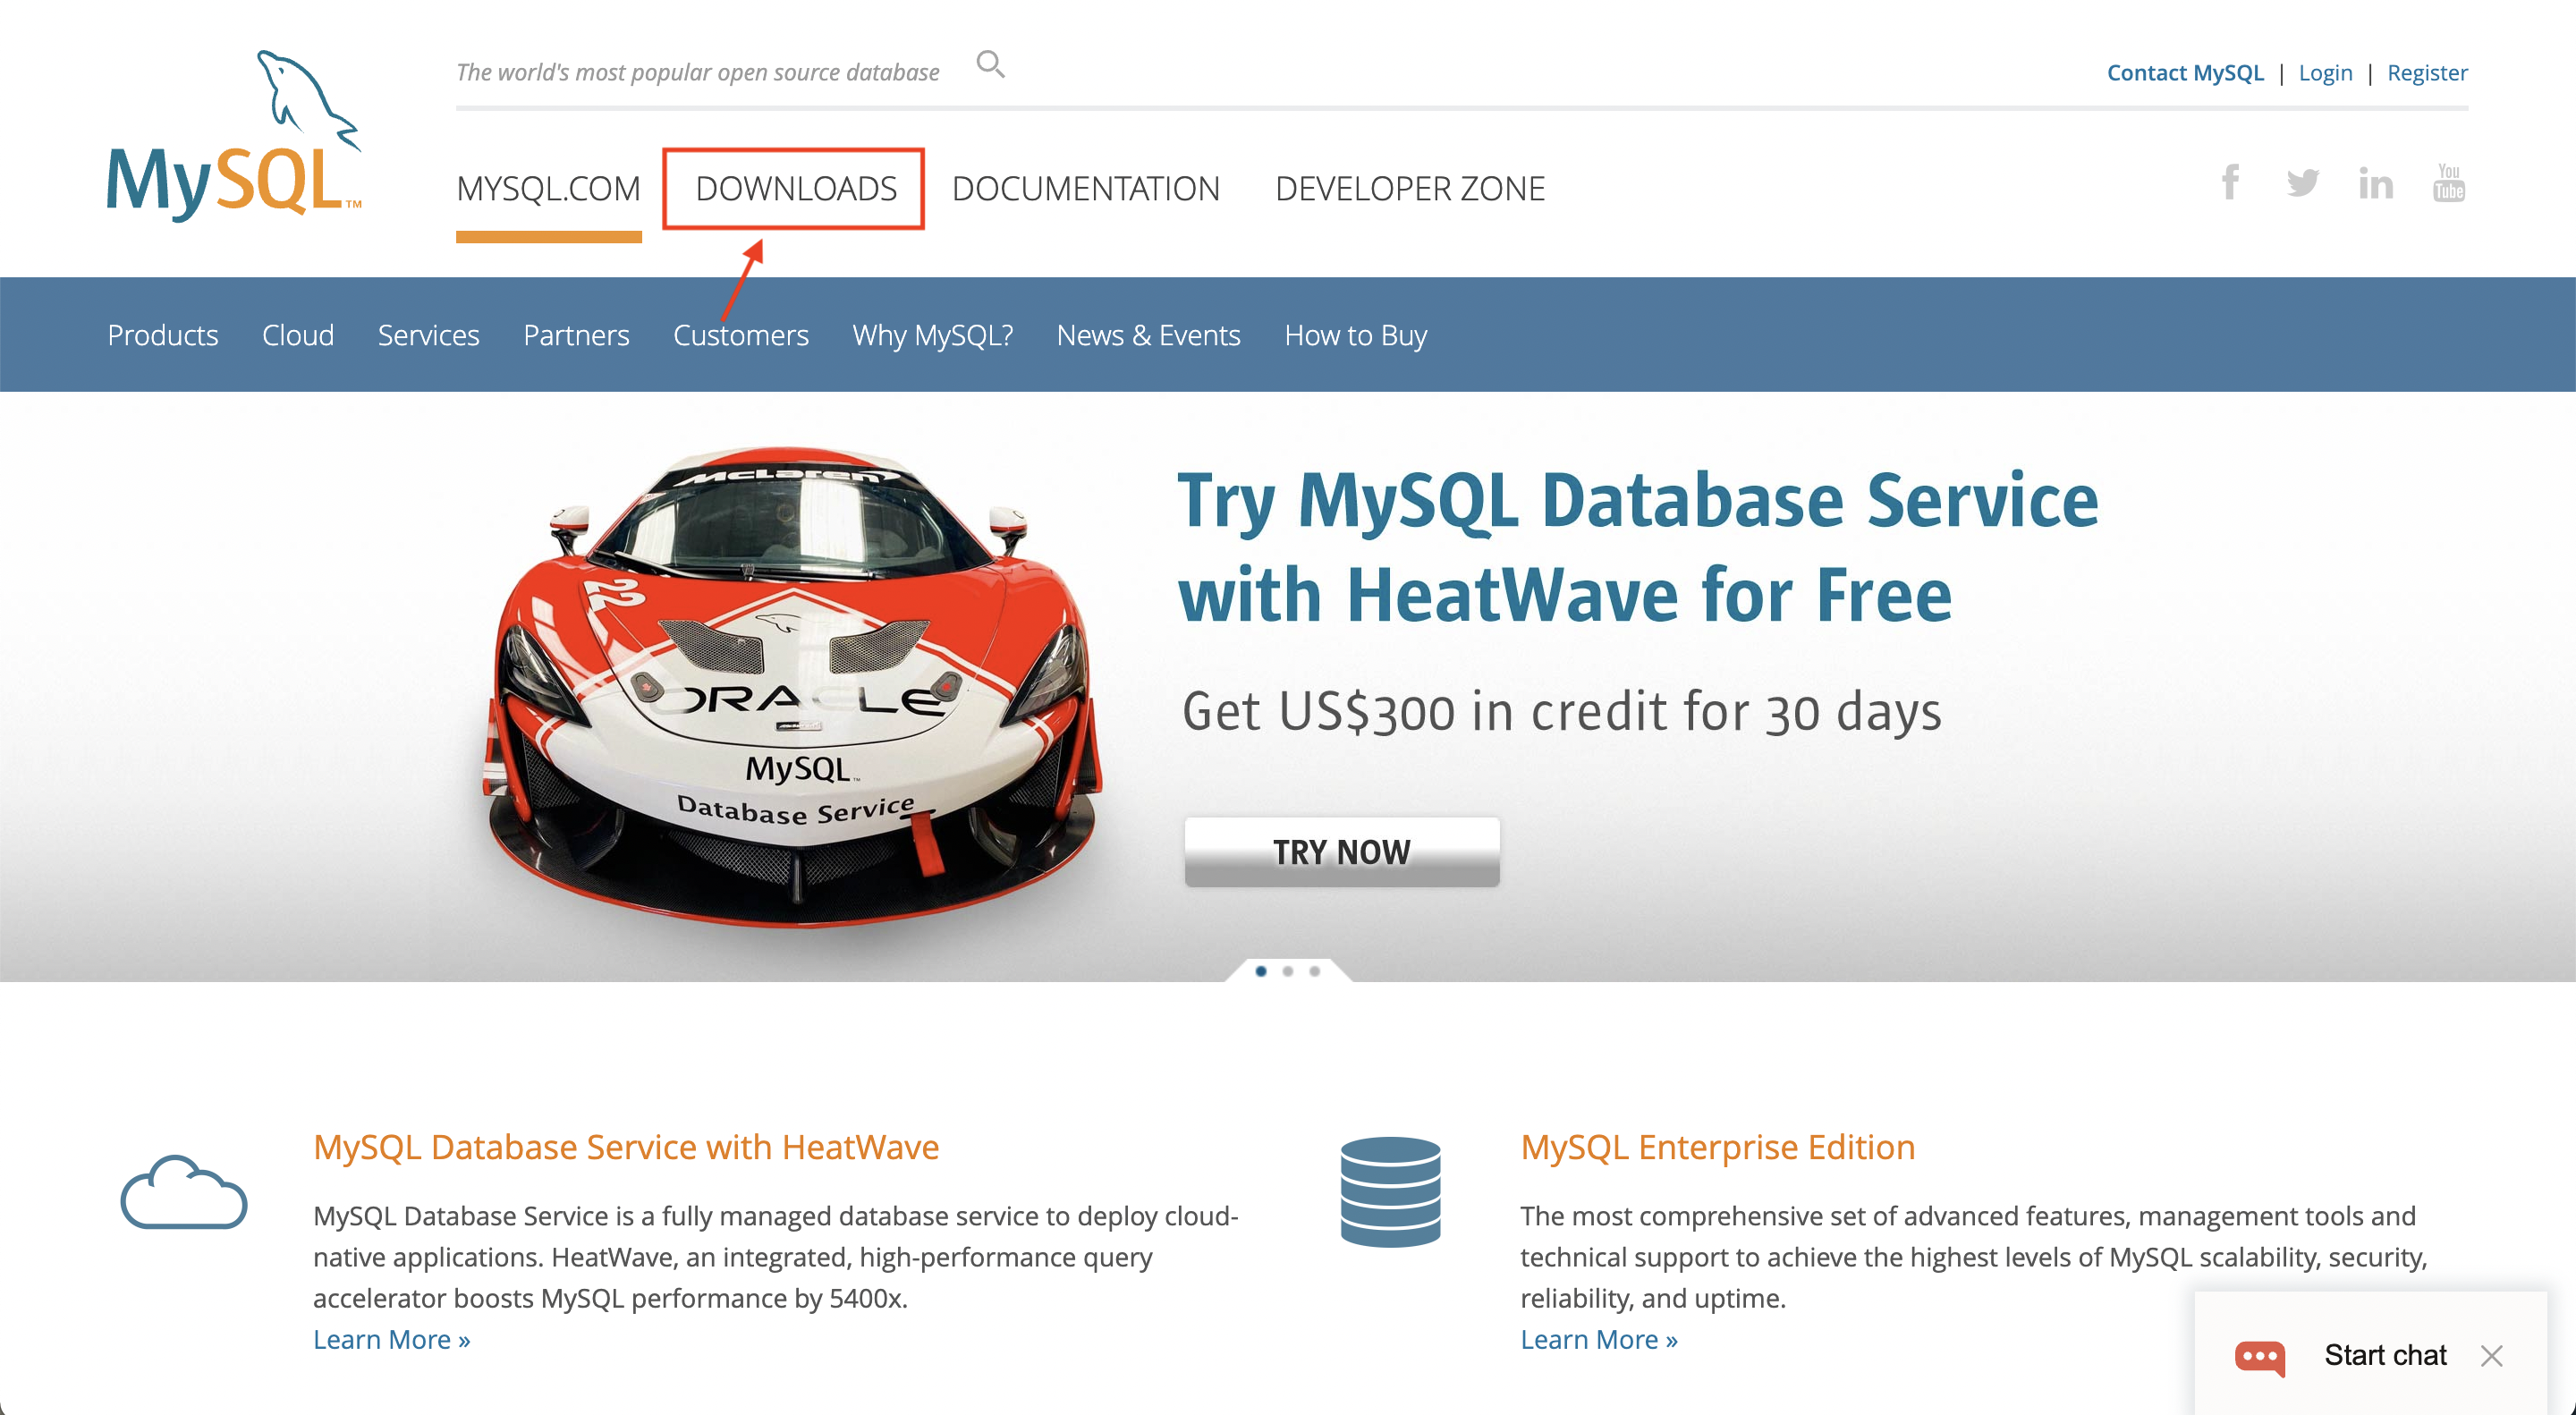 The world's most popular open source database
Contact MySQL | Login | Register
MySQL™
MYSQL.COM DOWNLOADS DOCUMENTATION DEVELOPER ZONE
You
Tube
Products Cloud Services Partners Customers Why MySQL? News & Events How to Buy
McLaren
22
ORACLE
MySQL™
Database Service
Try MySQL Database Service
with HeatWave for Free
Get US$300 in credit for 30 days
TRY NOW
MySQL Database Service with HeatWave
MySQL Database Service is a fully managed database service to deploy cloud-
native applications. HeatWave, an integrated, high-performance query
accelerator boosts MySQL performance by 5400x.
Learn More »
MySQL Enterprise Edition
The most comprehensive set of advanced features, management tools and
technical support to achieve the highest levels of MySQL scalability, security,
reliability, and uptime.
Learn More »
Start chat